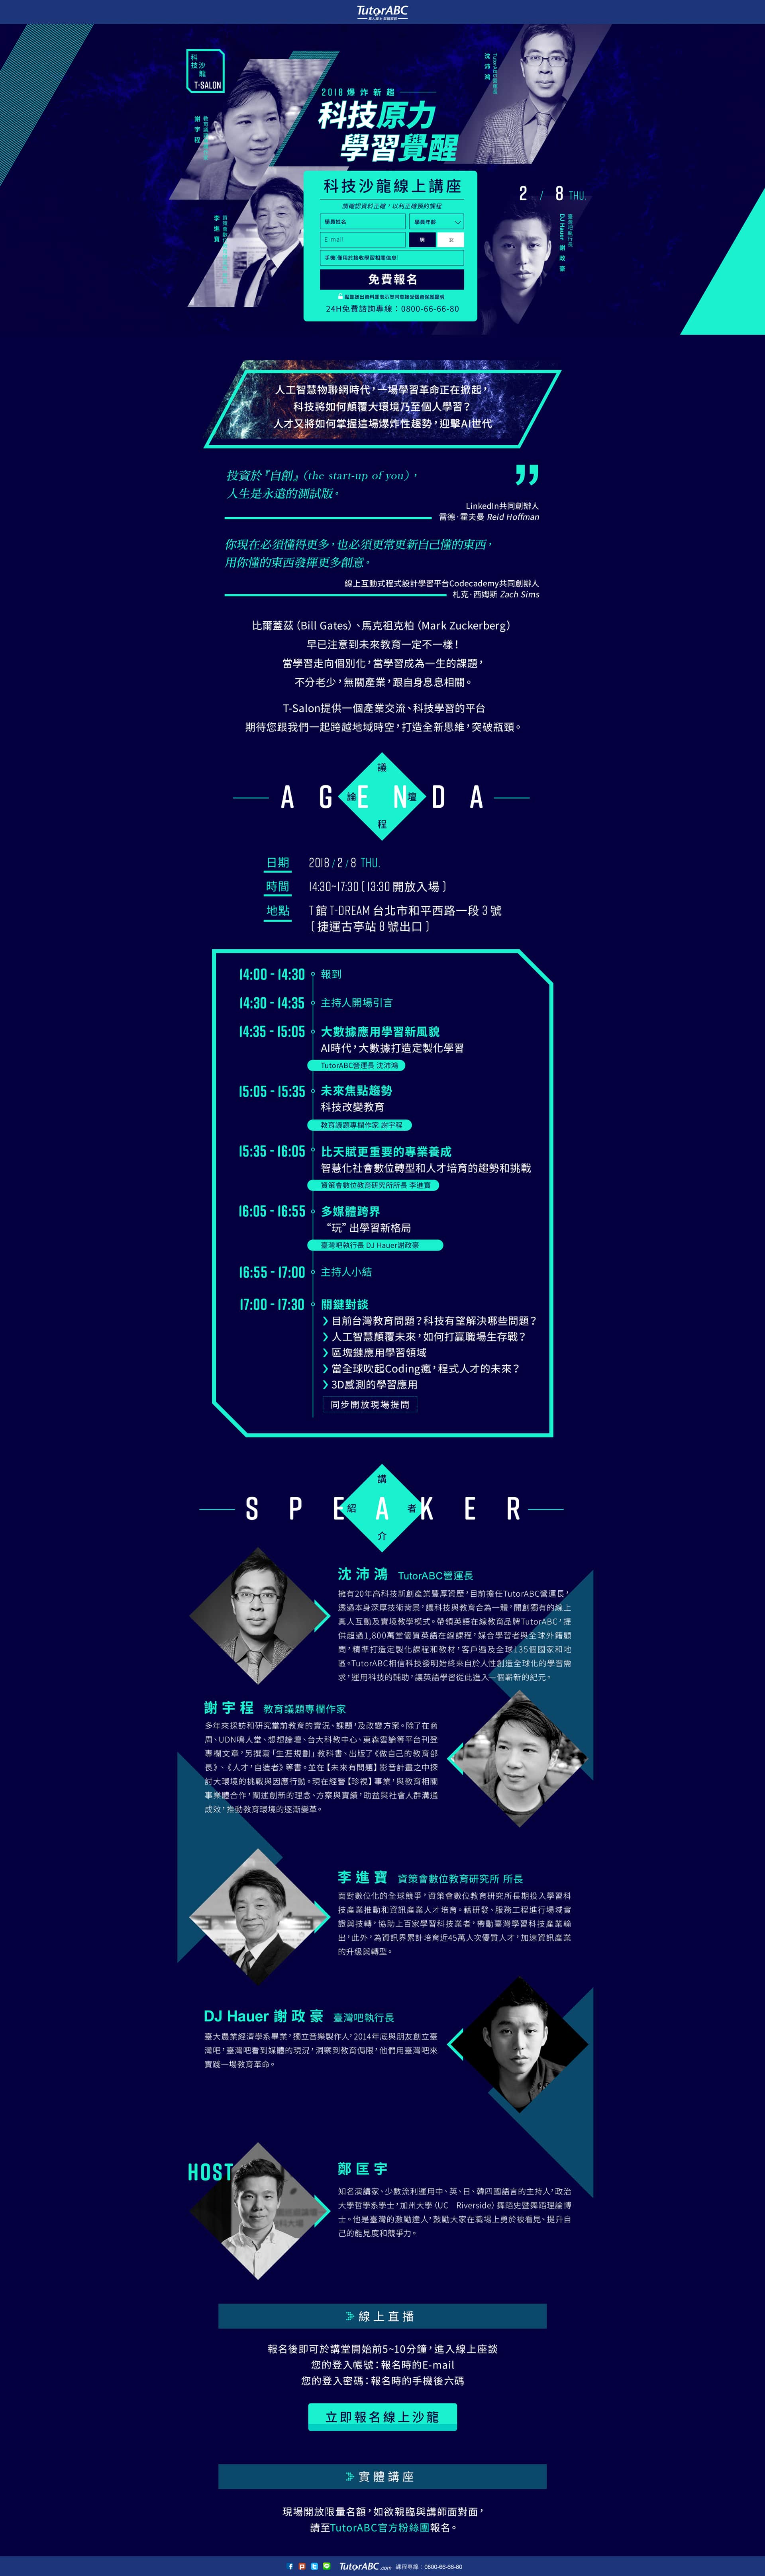 TutorABC
真人線上 英語家教
科技沙龍
T-SALON
教育議題專欄作家
謝宇程
2018爆炸新趨
科技原力
學習覺醒
TutorABC營運長
沈沛鴻
李進寶
2 / 8 THU.
臺灣吧執行長
DJ Hauer 謝政豪
科技沙龍線上講座
請確認資料正確，以利正確預約課程
學員姓名
學員年齡
E-mail
男
女
手機(僅用於接收學習相關訊息)
免費報名
24H免費諮詢專線：0800-66-66-80
人工智慧物聯網時代，一場學習革命正在掀起，
科技將如何顛覆大環境乃至個人學習？
人才又將如何掌握這場爆炸性趨勢，迎擊AI世代
投資於『自創』（the start-up of you），
人生是永遠的測試版。
LinkedIn共同創辦人
雷德·霍夫曼 Reid Hoffman
你現在必須懂得更多，也必須更常更新自己懂的東西，
用你懂的東西發揮更多創意。
線上互動式程式設計學習平台Codecademy共同創辦人
札克·西姆斯 Zach Sims
比爾蓋茲（Bill Gates）、馬克祖克柏（Mark Zuckerberg）
早已注意到未來教育一定不一樣！
當學習走向個別化，當學習成為一生的課題，
不分老少，無關產業，跟自身息息相關。
T-Salon提供一個產業交流、科技學習的平台
期待您跟我們一起跨越地域時空，打造全新思維，突破瓶頸。
AGENDA
論壇議程
日期 2018 / 2 / 8 THU.
時間 14:30~17:30 ( 13:30 開放入場 )
地點 T 館 T-DREAM 台北市和平西路一段 3 號
( 捷運古亭站 8 號出口 )
14:00 - 14:30 報到
14:30 - 14:35 主持人開場引言
14:35 - 15:05 大數據應用學習新風貌
AI時代，大數據打造定製化學習
TutorABC營運長 沈沛鴻
15:05 - 15:35 未來焦點趨勢
科技改變教育
教育議題專欄作家 謝宇程
15:35 - 16:05 比天賦更重要的專業養成
智慧化社會數位轉型和人才培育的趨勢和挑戰
資策會數位教育研究所所長 李進寶
16:05 - 16:55 多媒體跨界
“玩” 出學習新格局
臺灣吧執行長 DJ Hauer謝政豪
16:55 - 17:00 主持人小結
17:00 - 17:30 關鍵對談
目前台灣教育問題？科技有望解決哪些問題？
人工智慧顛覆未來，如何打贏職場生存戰？
區塊鏈應用學習領域
當全球吹起Coding瘋，程式人才的未來？
3D感測的學習應用
同步開放現場提問
SPEAKER
講者紹介
沈沛鴻 TutorABC營運長
擁有20年高科技新創產業豐厚資歷，目前擔任TutorABC營運長，
透過本身深厚技術背景，讓科技與教育合為一體，開創獨有的線上
真人互動及實境教學模式。帶領英語在線教育品牌TutorABC，提
供超過1,800萬堂優質英語在線課程，媒合學習者與全球外籍顧
問，精準打造定製化課程和教材，客戶遍及全球135個國家和地
區。TutorABC相信科技發明始終來自於人性創造全球化的學習需
求，運用科技的輔助，讓英語學習從此進入一個嶄新的紀元。
謝宇程 教育議題專欄作家
多年來採訪和研究當前教育的實況、課題，及改變方案。除了在商
周、UDN鳴人堂、想想論壇、台大科教中心、東森雲論等平台刊登
專欄文章，另撰寫「生涯規劃」教科書、出版了《做自己的教育部
長》、《人才，自造者》等書。並在【未來有問題】影音計畫之中探
討大環境的挑戰與因應行動。現在經營【珍視】事業，與教育相關
事業體合作，闡述創新的理念、方案與實績，助益與社會人群溝通
成效，推動教育環境的逐漸變革。
李進寶 資策會數位教育研究所 所長
面對數位化的全球競爭，資策會數位教育研究所長期投入學習科
技產業推動和資訊產業人才培育。藉研發、服務工程進行場域實
證與技轉，協助上百家學習科技業者，帶動臺灣學習科技產業輸
出，此外，為資訊界累計培育近45萬人次優質人才，加速資訊產業
的升級與轉型。
DJ Hauer 謝政豪 臺灣吧執行長
臺大農業經濟學系畢業，獨立音樂製作人，2014年底與朋友創立臺
灣吧，臺灣吧看到媒體的現況，洞察到教育侷限，他們用臺灣吧來
實踐一場教育革命。
HOST
鄭匡宇
知名演講家、少數流利運用中、英、日、韓四國語言的主持人，政治
大學哲學系學士，加州大學（UC Riverside）舞蹈史暨舞蹈理論博
士。他是臺灣的激勵達人，鼓勵大家在職場上勇於被看見、提升自
己的能見度和競爭力。
線上直播
報名後即可於講堂開始前5~10分鐘，進入線上座談
您的登入帳號：報名時的E-mail
您的登入密碼：報名時的手機後六碼
立即報名線上沙龍
實體講座
現場開放限量名額，如欲親臨與講師面對面，
請至TutorABC官方粉絲團報名。
TutorABC.com 課程專線：0800-66-66-80